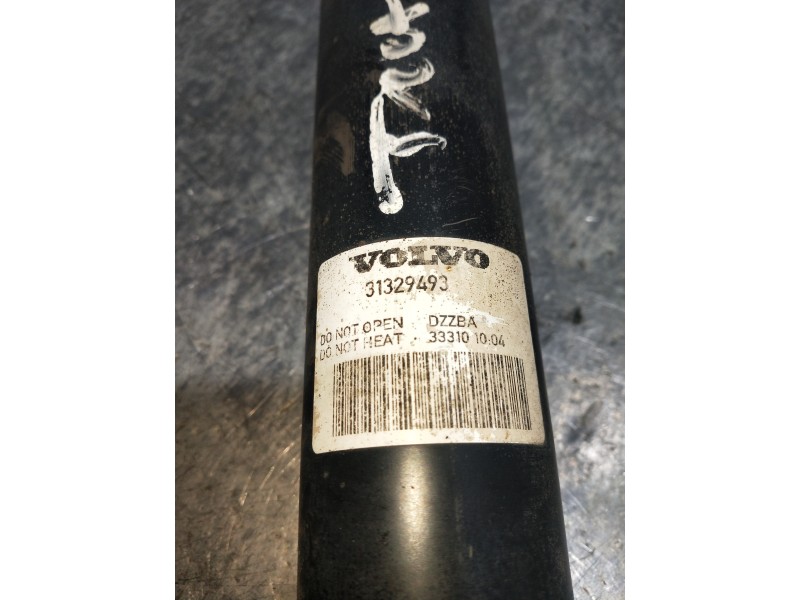 VOLVO
31329493
DO NOT OPEN DZZBA
DO NOT HEAT 33310 10:04